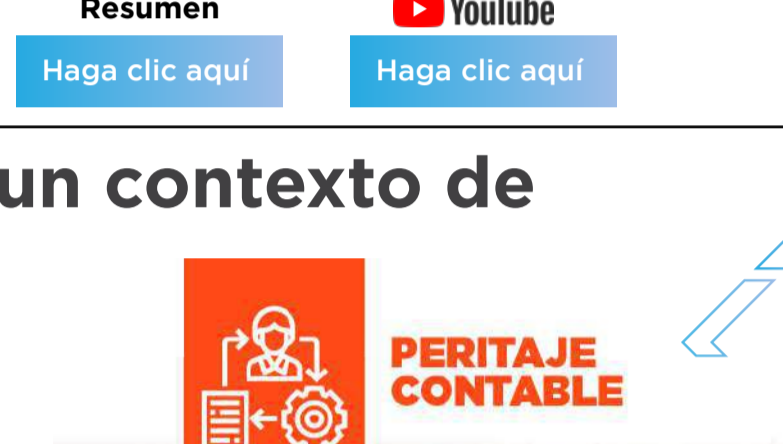 Resumen
YouTube
Haga clic aquí
Haga clic aquí
un contexto de
PERITAJE
CONTABLE